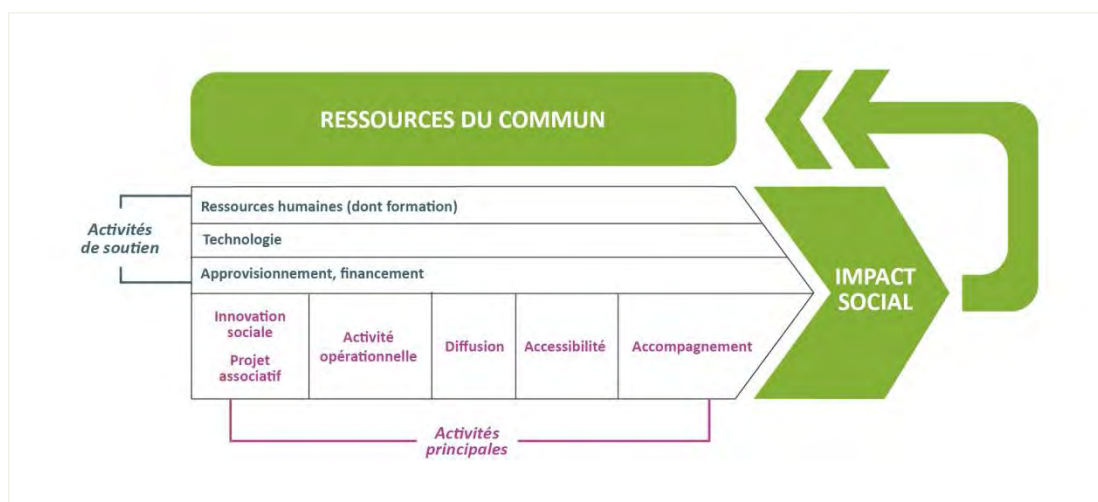 RESSOURCES DU COMMUN
Activités
de soutien
Ressources humaines (dont formation)
Technologie
Approvisionnement, financement
Innovation
sociale
Projet
associatif
Activité
opérationnelle
Diffusion
Accessibilité
Accompagnement
IMPACT
SOCIAL
Activités
principales